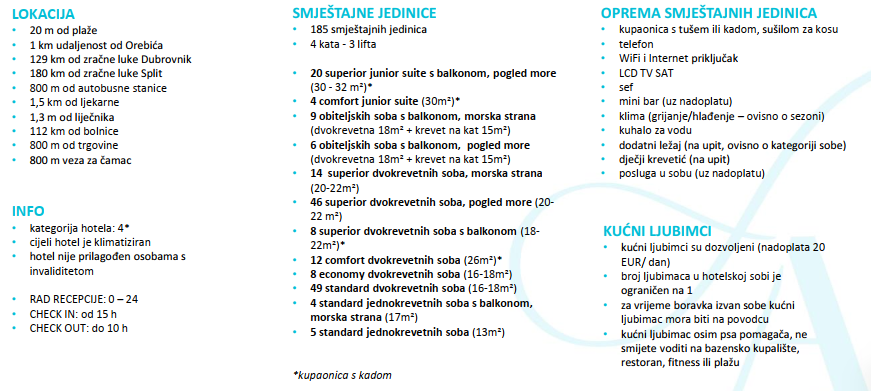 LOKACIJA
• 20 m od plaže
• 1 km udaljenost od Orebića
• 129 km od zračne luke Dubrovnik
• 180 km od zračne luke Split
• 800 m od autobusne stanice
• 1,5 km od ljekarne
• 1,3 m od liječnika
• 112 km od bolnice
• 800 m od trgovine
800 m veza za čamac
INFO
• kategorija hotela: 4*
• cijeli hotel je klimatiziran
• hotel nije prilagođen osobama s
invaliditetom
• RAD RECEPCIJE: 0 – 24
• CHECK IN: od 15 h
• CHECK OUT: do 10 h
SMJEŠTAJNE JEDINICE
• 185 smještajnih jedinica
• 4 kata - 3 lifta
• 20 superior junior suite s balkonom, pogled more
(30 - 32 m²)*
• 4 comfort junior suite (30m²)*
• 9 obiteljskih soba s balkonom, morska strana
(dvokrevetna 18m² + krevet na kat 15m²)
• 6 obiteljskih soba s balkonom, pogled more
(dvokrevetna 18m² + krevet na kat 15m²)
• 14 superior dvokrevetnih soba, morska strana
(20-22m²)
• 46 superior dvokrevetnih soba, pogled more (20-
22 m²)
• 8 superior dvokrevetnih soba s balkonom (18-
22m²)*
• 12 comfort dvokrevetnih soba (26m²)*
• 8 economy dvokrevetnih soba (16-18m²)
• 49 standard dvokrevetnih soba (16-18m²)
• 4 standard jednokrevetnih soba s balkonom,
morska strana (17m²)
• 5 standard jednokrevetnih soba (13m²)
*kupaonica s kadom
OPREMA SMJEŠTAJNIH JEDINICA
• kupaonica s tušem ili kadom, sušilom za kosu
• telefon
• WiFi i Internet priključak
• LCD TV SAT
• sef
• mini bar (uz nadoplatu)
• klima (grijanje/hlađenje – ovisno o sezoni)
• kuhalo za vodu
• dodatni ležaj (na upit, ovisno o kategoriji sobe)
• dječji krevetić (na upit)
• posluga u sobu (uz nadoplatu)
KUĆNI LJUBIMCI
• kućni ljubimci su dozvoljeni (nadoplata 20
EUR/ dan)
• broj ljubimaca u hotelskoj sobi je
ograničen na 1
• za vrijeme boravka izvan sobe kućni
ljubimac mora biti na povodcu
• kućni ljubimac osim psa pomagača, ne
smijete voditi na bazensko kupalište,
restoran, fitness ili plažu